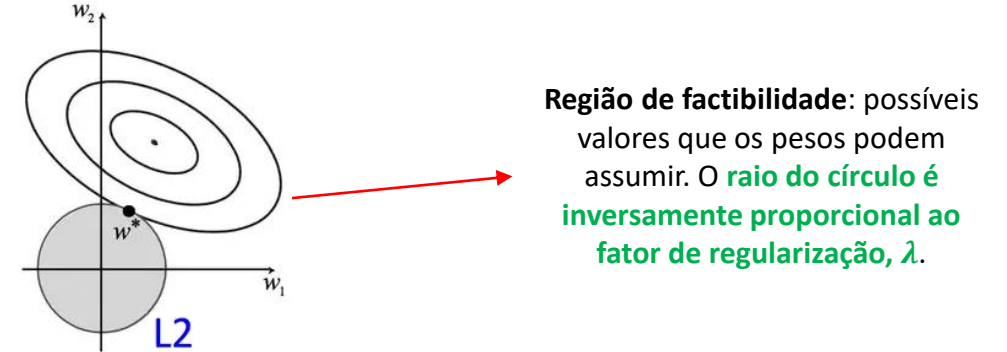 w₂
w*
w₁
L2
Região de factibilidade: possíveis
valores que os pesos podem
assumir. O raio do círculo é
inversamente proporcional ao
fator de regularização, λ.